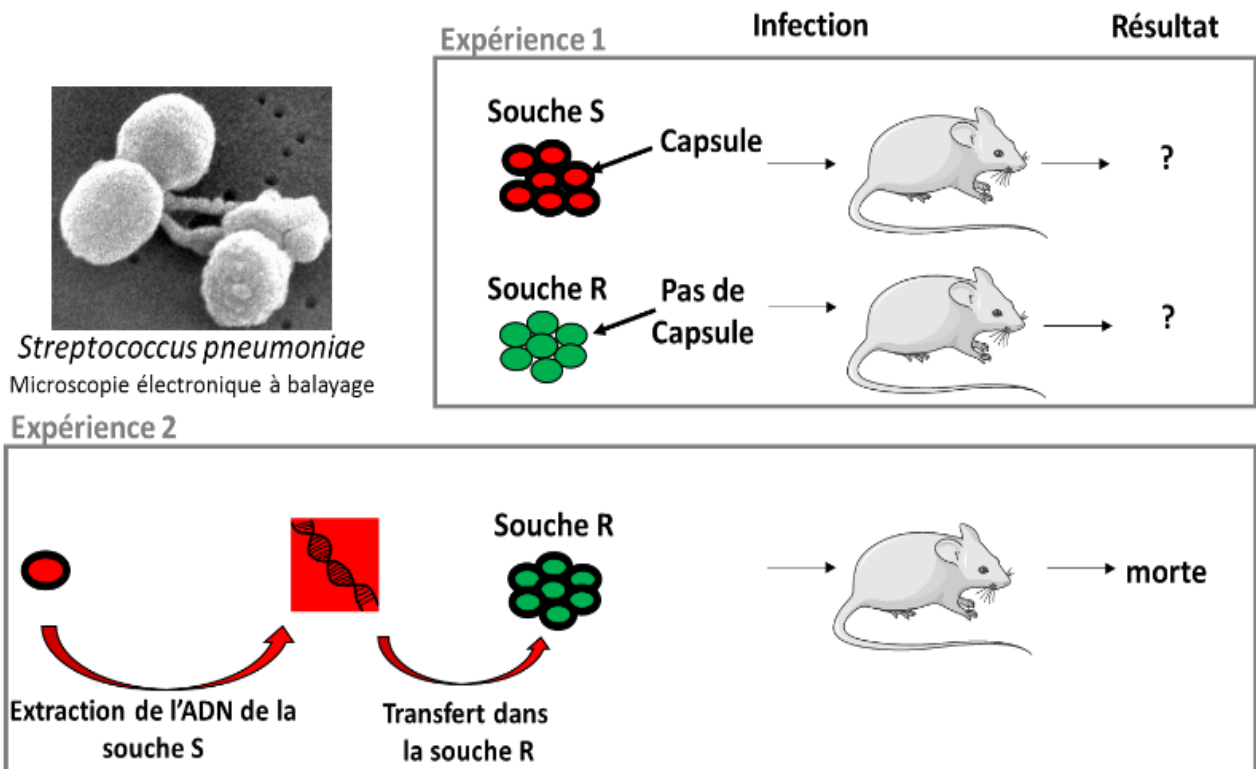 Infection
Résultat
Expérience 1
Souche S
Capsule
?
Souche R
Pas de
Capsule
?
Streptococcus pneumoniae
Microscopie électronique à balayage
Expérience 2
Souche R
morte
Extraction de l'ADN de la
souche S
Transfert dans
la souche R